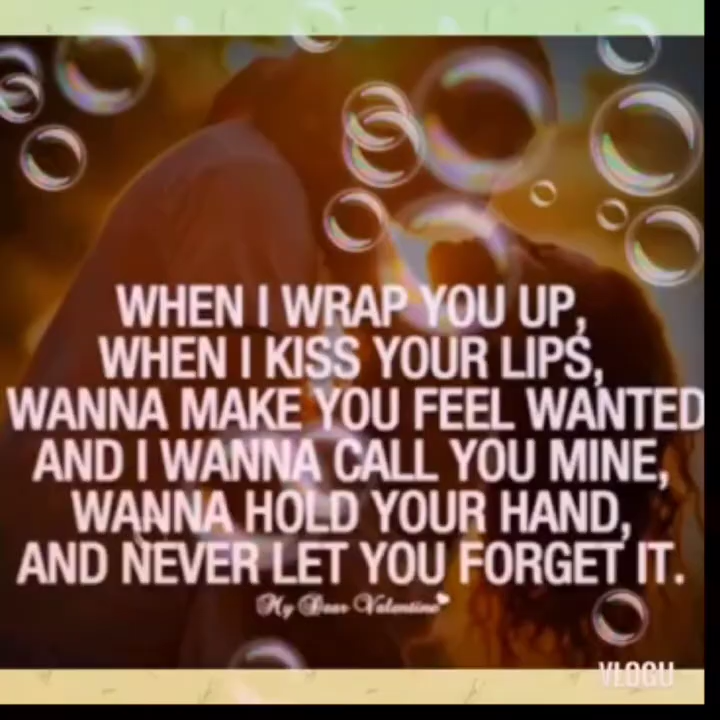 WHEN I WRAP YOU UP,
WHEN I KISS YOUR LIPS,
WANNA MAKE YOU FEEL WANTED
AND I WANNA CALL YOU MINE,
WANNA HOLD YOUR HAND,
AND NEVER LET YOU FORGET IT.
My Dear Valentine
VLOGU